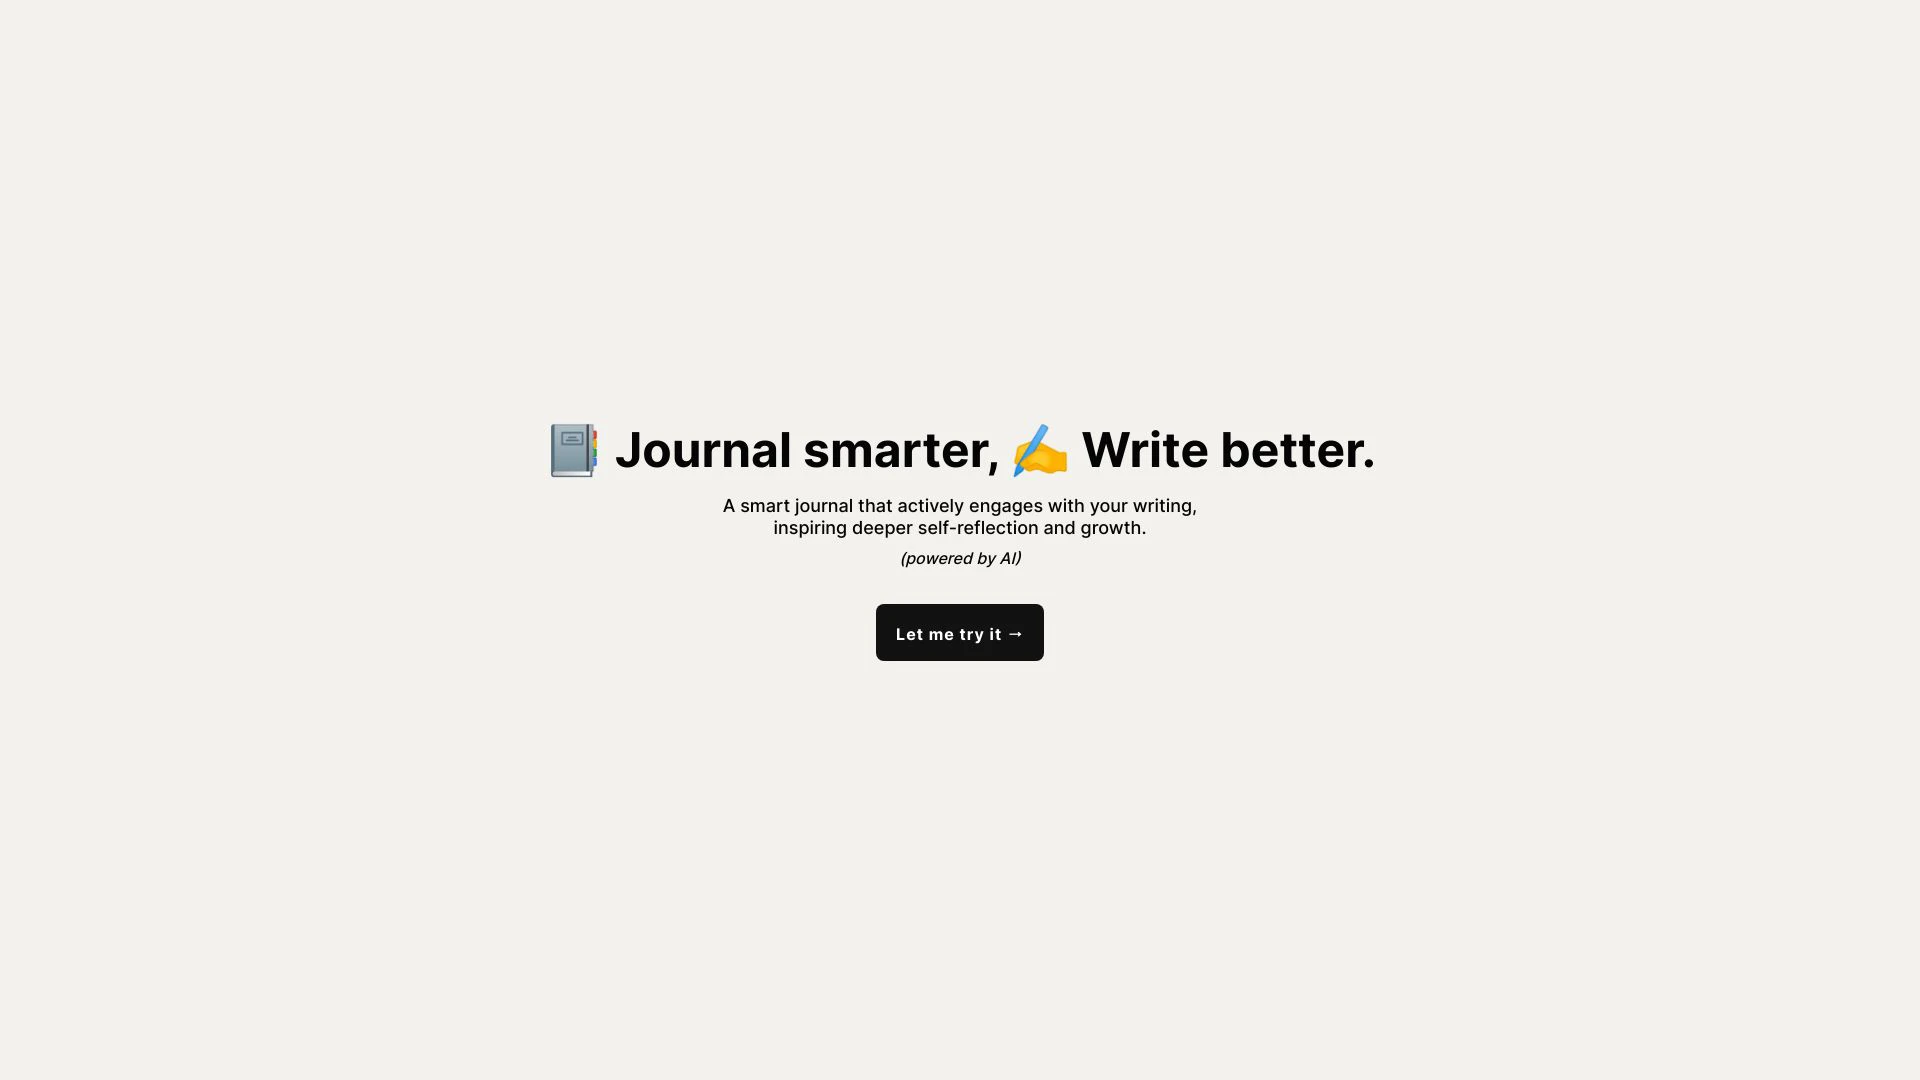 📔 Journal smarter, ✍️ Write better.
A smart journal that actively engages with your writing,
inspiring deeper self-reflection and growth.
(powered by AI)
Let me try it →